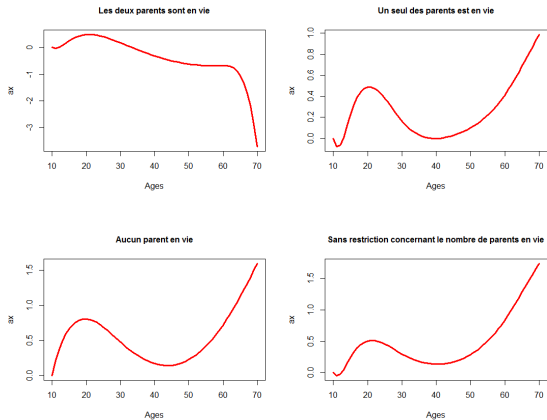 Les deux parents sont en vie
ax
0
-1
-2
-3
10 20 30 40 50 60 70
Ages
Un seul des parents est en vie
ax
1.0
0.8
0.6
0.4
0.2
0.0
10 20 30 40 50 60 70
Ages
Aucun parent en vie
ax
1.5
1.0
0.5
0.0
10 20 30 40 50 60 70
Ages
Sans restriction concernant le nombre de parents en vie
ax
1.5
1.0
0.5
0.0
10 20 30 40 50 60 70
Ages